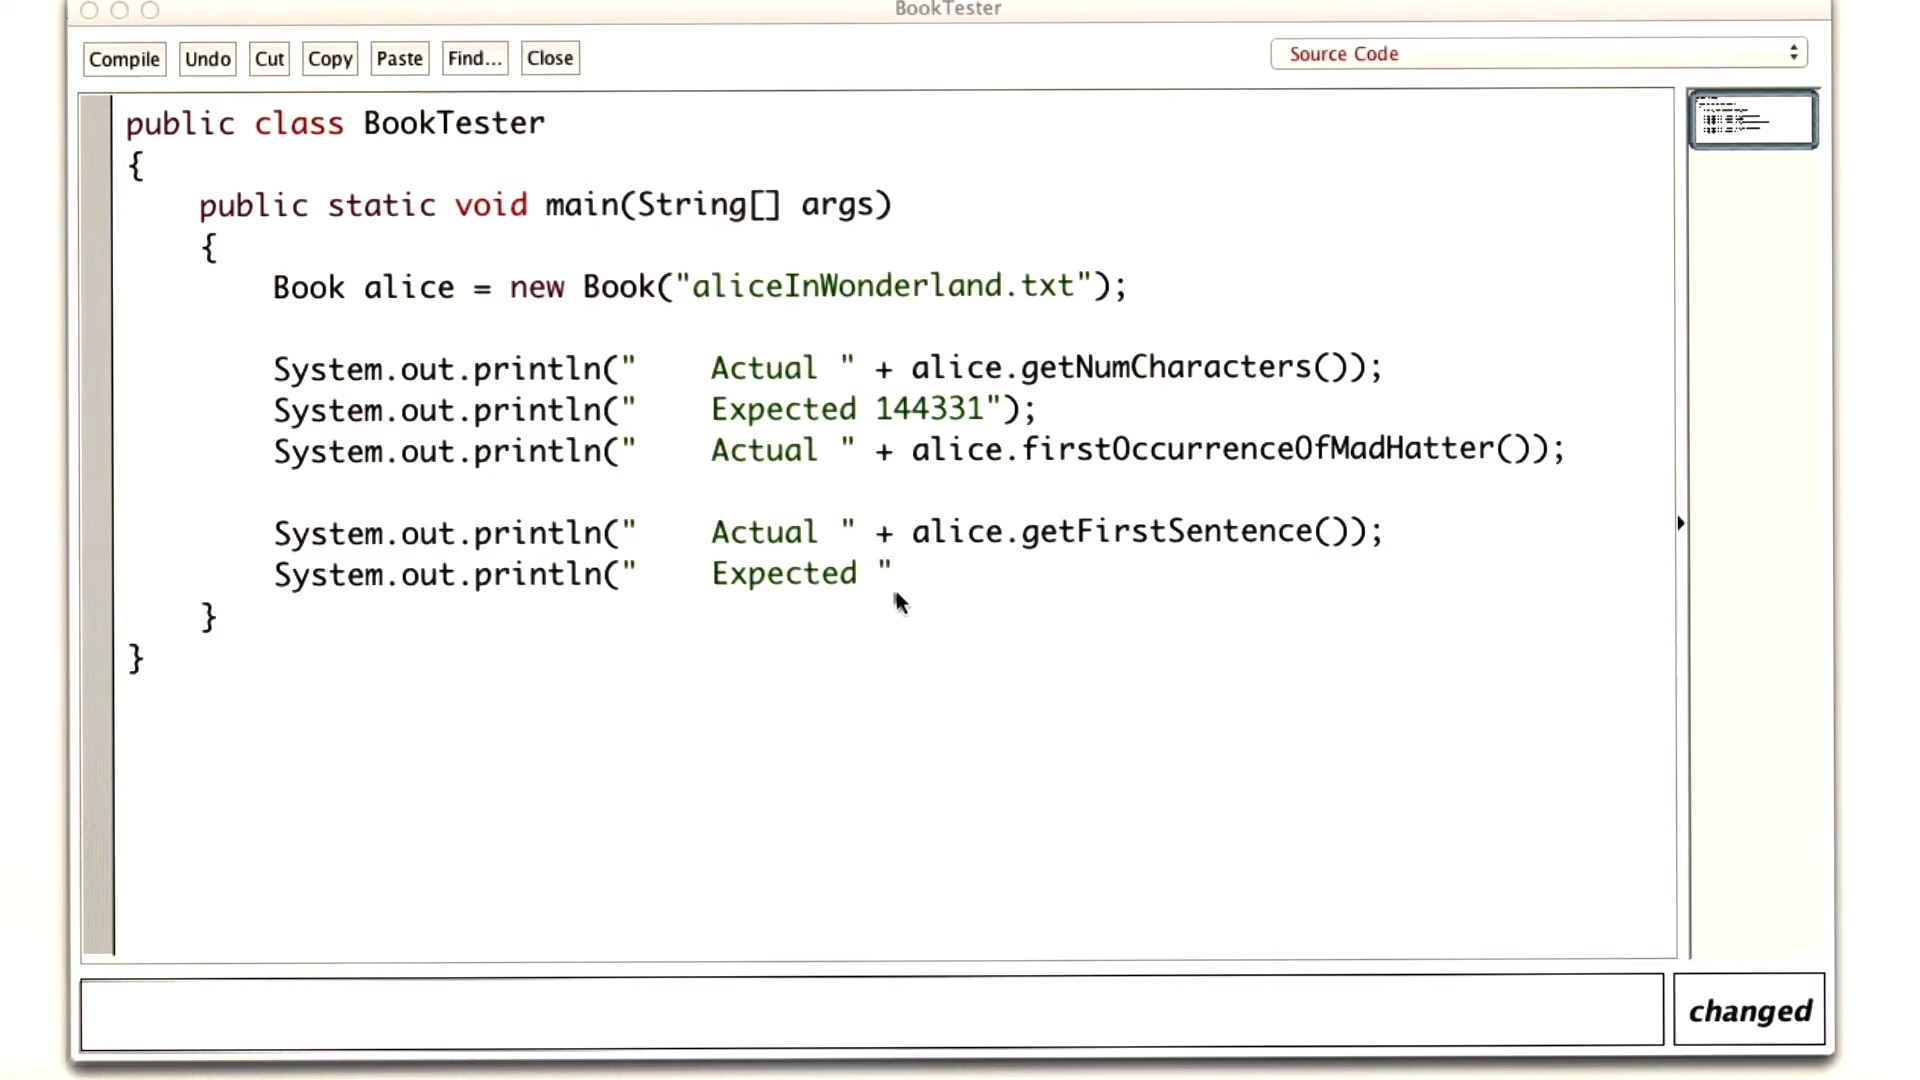 BookTester
Compile Undo Cut Copy Paste Find... Close Source Code
public class BookTester
{
    public static void main(String[] args)
    {
        Book alice = new Book("aliceInWonderland.txt");
        System.out.println("    Actual " + alice.getNumCharacters());
        System.out.println("    Expected 144331");
        System.out.println("    Actual " + alice.firstOccurrenceOfMadHatter());
        System.out.println("    Actual " + alice.getFirstSentence());
        System.out.println("    Expected "
    }
}
changed